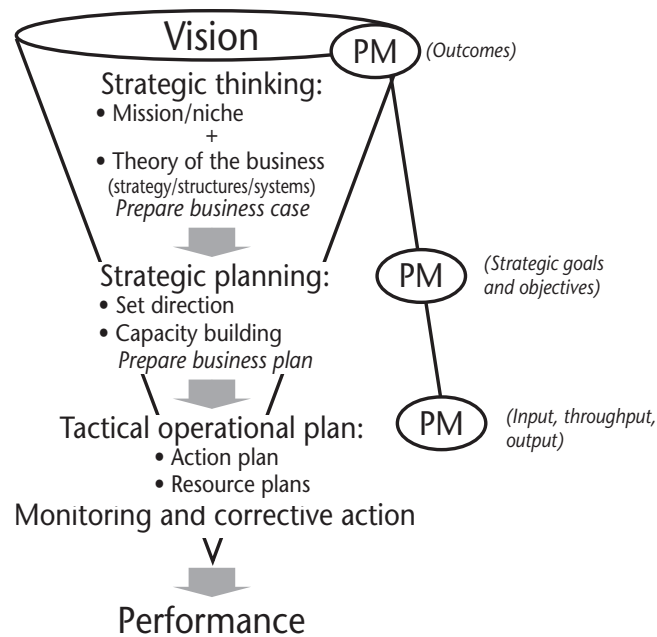 Vision
PM
(Outcomes)
Strategic thinking:
• Mission/niche
+
• Theory of the business
(strategy/structures/systems)
Prepare business case
Strategic planning:
• Set direction
• Capacity building
Prepare business plan
PM
(Strategic goals
and objectives)
Tactical operational plan:
• Action plan
• Resource plans
PM
(Input, throughput,
output)
Monitoring and corrective action
Performance